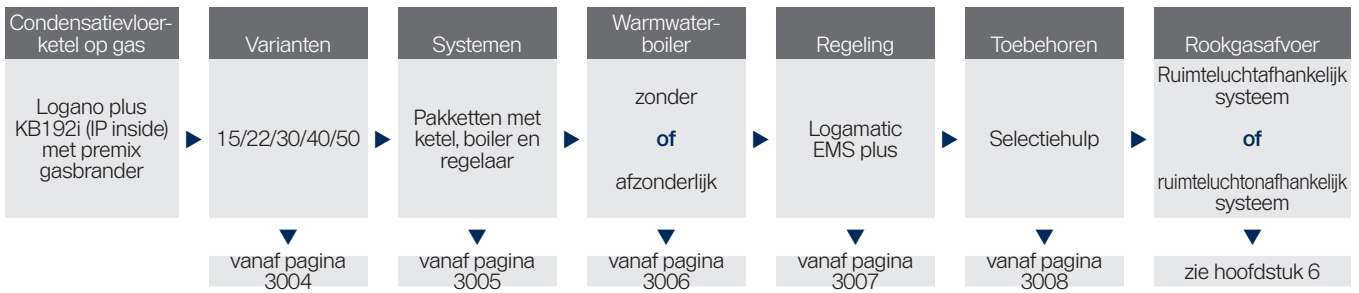 Condensatievloer-
ketel op gas
Logano plus
KB192i (IP inside)
met premix
gasbrander
Varianten
15/22/30/40/50
vanaf pagina
3004
Systemen
Pakketten met
ketel, boiler en
regelaar
vanaf pagina
3005
Warmwater-
boiler
zonder
of
afzonderlijk
vanaf pagina
3006
Regeling
Logamatic
EMS plus
vanaf pagina
3007
Toebehoren
Selectiehulp
vanaf pagina
3008
Rookgasafvoer
Ruimteluchtafhankelijk
systeem
of
ruimteluchtonafhankelijk
systeem
zie hoofdstuk 6